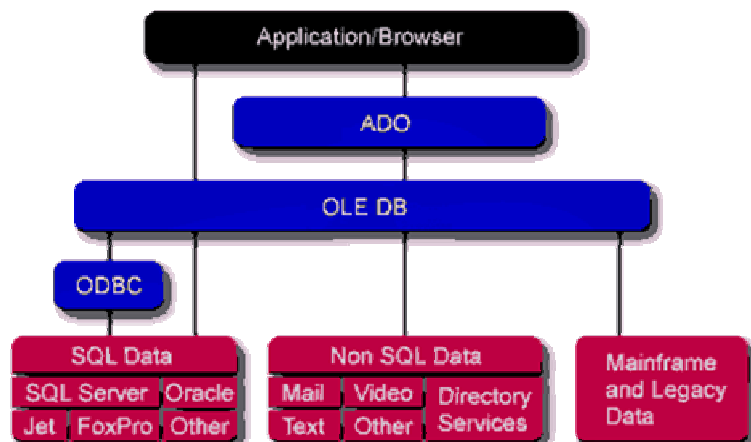 Application/Browser
ADO
OLE DB
ODBC
SQL Data
SQL Server Oracle
Jet FoxPro Other
Non SQL Data
Mail Video
Text Other
Directory
Services
Mainframe
and Legacy
Data